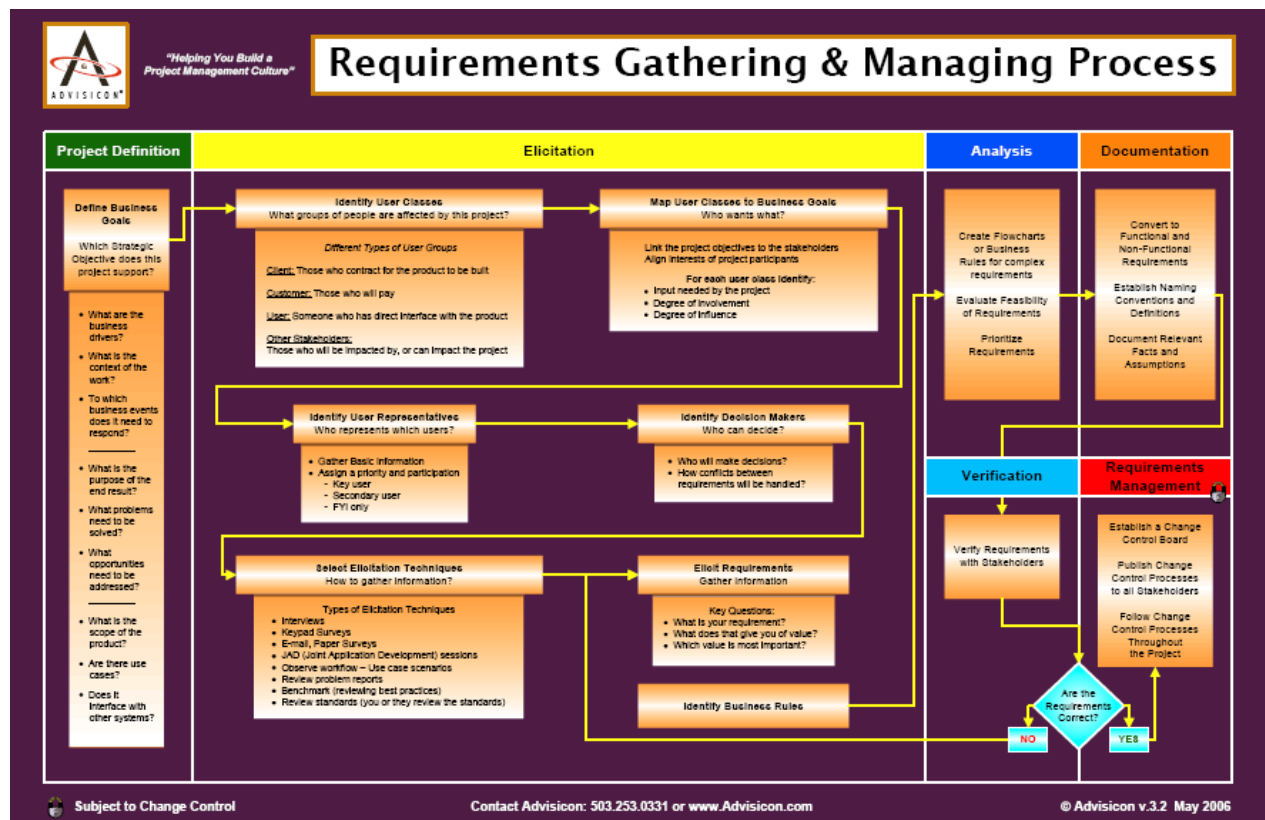 ADVISICON®
"Helping You Build a
Project Management Culture"
Requirements Gathering & Managing Process
Project Definition
Elicitation
Analysis
Documentation
Define Business
Goals
Which Strategic
Objective does this
project support?
• What are the
business
drivers?
• What is the
context of the
work?
• To which
business events
does it need to
respond?
• What is the
purpose of the
end result?
• What problems
need to be
solved?
• What
opportunities
need to be
addressed?
• What is the
scope of the
product?
• Are there use
cases?
• Does it
interface with
other systems?
Identify User Classes
What groups of people are affected by this project?
Different Types of User Groups
Client: Those who contract for the product to be built
Customer: Those who will pay
User: Someone who has direct interface with the product
Other Stakeholders:
Those who will be impacted by, or can impact the project
Map User Classes to Business Goals
Who wants what?
Link the project objectives to the stakeholders
Align interests of project participants
For each user class identify:
• Input needed by the project
• Degree of involvement
• Degree of influence
Identify User Representatives
Who represents which users?
• Gather Basic Information
• Assign a priority and participation
- Key user
- Secondary user
- FYI only
Identify Decision Makers
Who can decide?
• Who will make decisions?
• How conflicts between
requirements will be handled?
Select Elicitation Techniques
How to gather information?
Types of Elicitation Techniques
• Interviews
• Keypad Surveys
• E-mail, Paper Surveys
• JAD (Joint Application Development) sessions
• Observe workflow – Use case scenarios
• Review problem reports
• Benchmark (reviewing best practices)
• Review standards (you or they review the standards)
Elicit Requirements
Gather Information
Key Questions:
• What is your requirement?
• What does that give you of value?
• Which value is most important?
Identify Business Rules
Create Flowcharts
or Business
Rules for complex
requirements
Evaluate Feasibility
of Requirements
Prioritize
Requirements
Convert to
Functional and
Non-Functional
Requirements
Establish Naming
Conventions and
Definitions
Document Relevant
Facts and
Assumptions
Verification
Requirements
Management
Verify Requirements
with Stakeholders
Establish a Change
Control Board
Publish Change
Control Processes
to all Stakeholders
Follow Change
Control Processes
Throughout
the Project
Are the
Requirements
Correct?
NO
YES
Subject to Change Control
Contact Advisicon: 503.253.0331 or www.Advisicon.com
© Advisicon v.3.2 May 2006